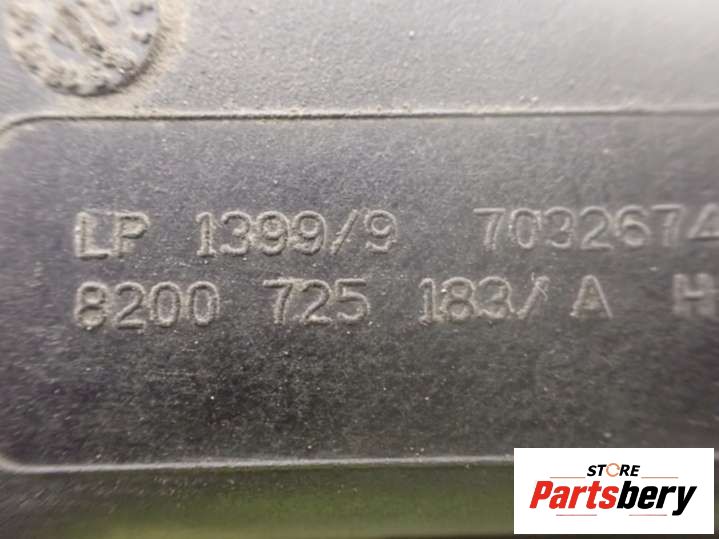 LP 1399/9 7032674
8200 725 183/ A H
STORE
Partsbery